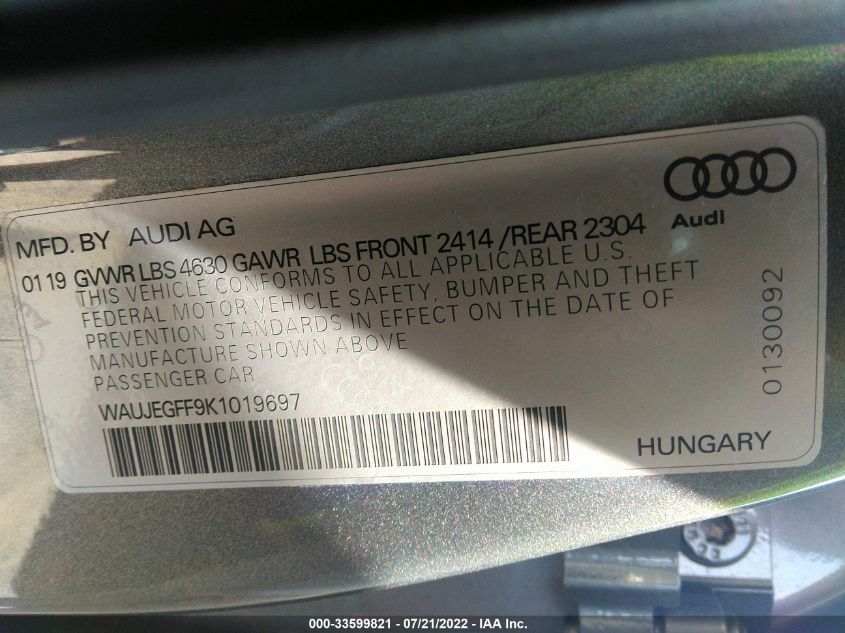 Audi
MFD. BY AUDI AG
01 19 GVWR LBS 4630 GAWR LBS FRONT 2414 /REAR 2304
THIS VEHICLE CONFORMS TO ALL APPLICABLE U.S.
FEDERAL MOTOR VEHICLE SAFETY, BUMPER AND THEFT
PREVENTION STANDARDS IN EFFECT ON THE DATE OF
MANUFACTURE SHOWN ABOVE
PASSENGER CAR
WAUJEGFF9K1019697
HUNGARY
0130092
000-33599821 / 07/21/2022 - IAA Inc.